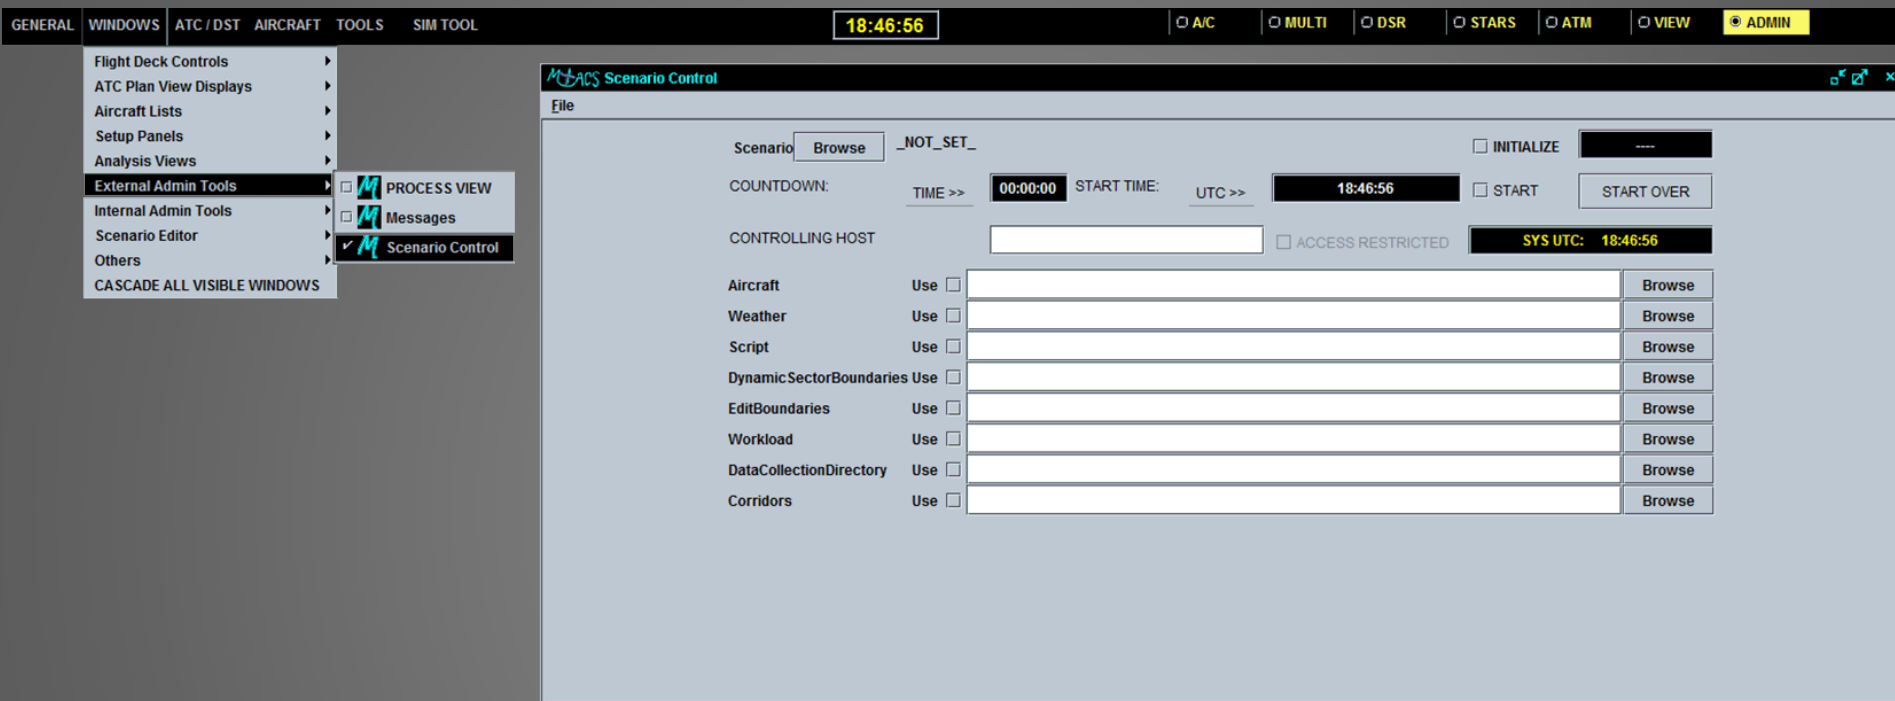 GENERAL WINDOWS ATC / DST AIRCRAFT TOOLS SIM TOOL 18:46:56 A/C MULTI DSR STARS ATM VIEW ADMIN
Flight Deck Controls
ATC Plan View Displays
Aircraft Lists
Setup Panels
Analysis Views
External Admin Tools
Internal Admin Tools
Scenario Editor
Others
CASCADE ALL VISIBLE WINDOWS
PROCESS VIEW
Messages
Scenario Control
MACS Scenario Control
File
Scenario Browse _NOT_SET_ INITIALIZE ----
COUNTDOWN: TIME >> 00:00:00 START TIME: UTC >> 18:46:56 START START OVER
CONTROLLING HOST ACCESS RESTRICTED SYS UTC: 18:46:56
Aircraft Use Browse
Weather Use Browse
Script Use Browse
DynamicSectorBoundaries Use Browse
EditBoundaries Use Browse
Workload Use Browse
DataCollectionDirectory Use Browse
Corridors Use Browse